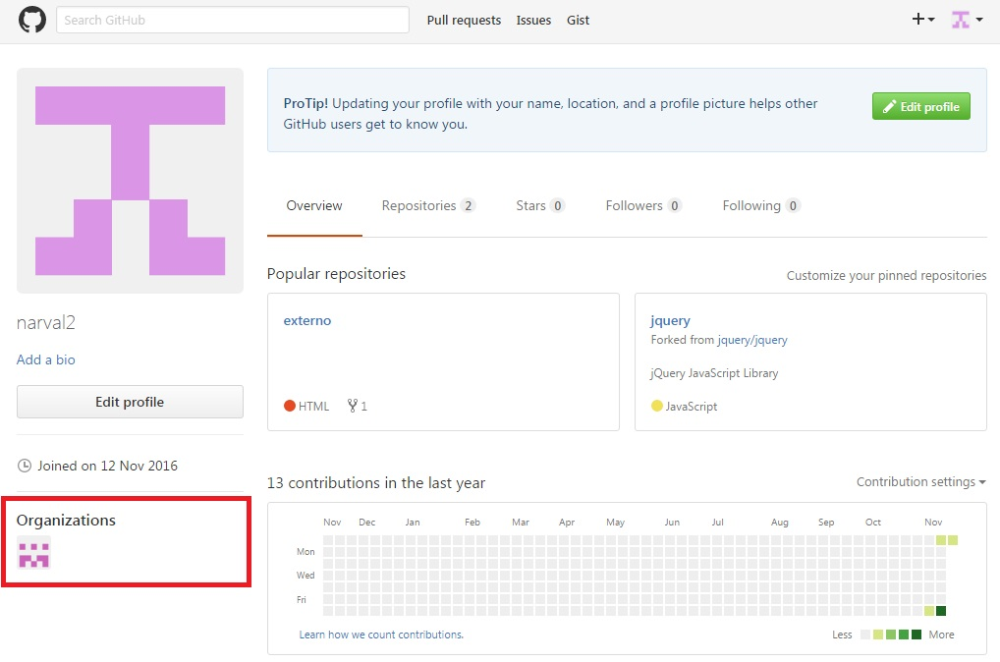 Search GitHub
Pull requests Issues Gist
ProTip! Updating your profile with your name, location, and a profile picture helps other
GitHub users get to know you.
Edit profile
Overview Repositories 2 Stars 0 Followers 0 Following 0
Popular repositories
Customize your pinned repositories
externo
HTML 1
jquery
Forked from jquery/jquery
jQuery JavaScript Library
JavaScript
narval2
Add a bio
Edit profile
Joined on 12 Nov 2016
Organizations
13 contributions in the last year
Contribution settings
Nov Dec Jan Feb Mar Apr May Jun Jul Aug Sep Oct Nov
Mon
Wed
Fri
Learn how we count contributions.
Less More